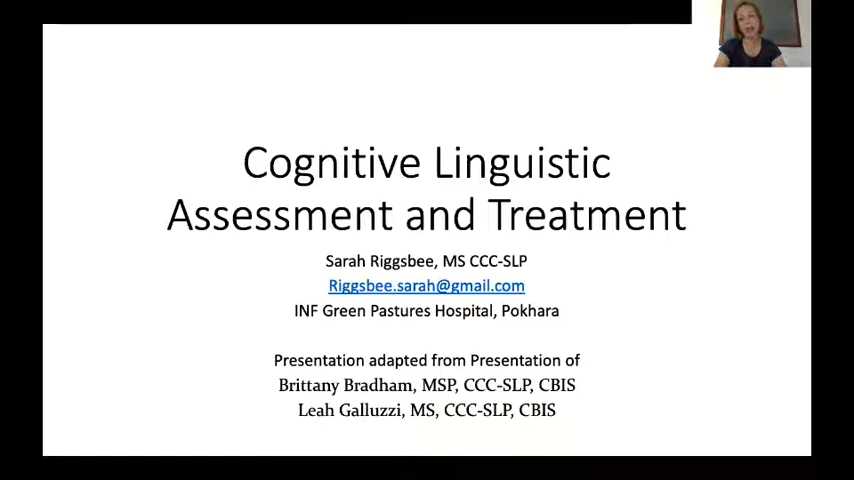 Cognitive Linguistic
Assessment and Treatment
Sarah Riggsbee, MS CCC-SLP
Riggsbee.sarah@gmail.com
INF Green Pastures Hospital, Pokhara
Presentation adapted from Presentation of
Brittany Bradham, MSP, CCC-SLP, CBIS
Leah Galluzzi, MS, CCC-SLP, CBIS